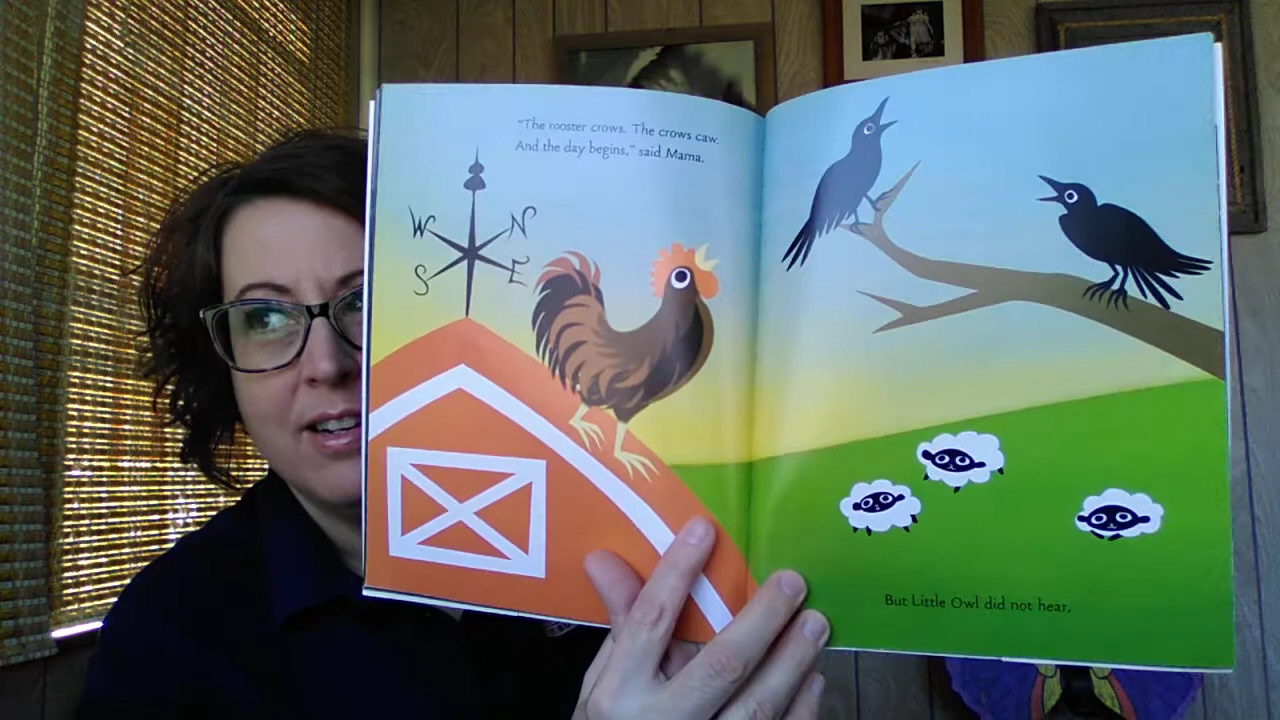 "The rooster crows. The crows caw.
And the day begins," said Mama.
W N
S E
But Little Owl did not hear.